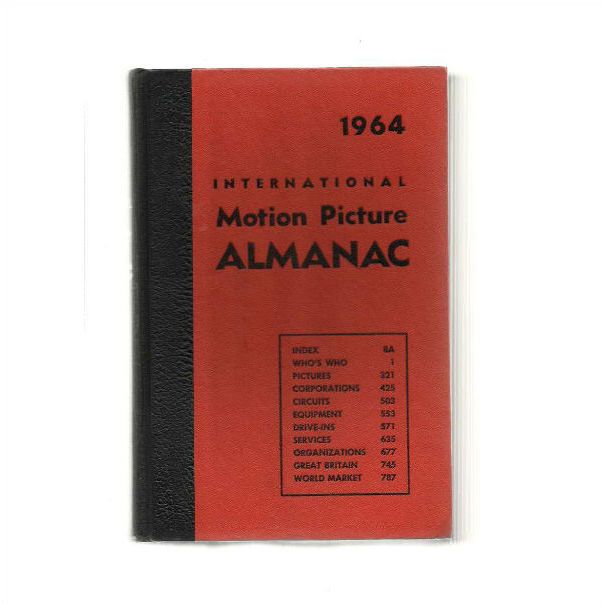 1964
INTERNATIONAL
Motion Picture
ALMANAC
INDEX 8A
WHO'S WHO 1
PICTURES 321
CORPORATIONS 425
CIRCUITS 503
EQUIPMENT 553
DRIVE-INS 571
SERVICES 635
ORGANIZATIONS 677
GREAT BRITAIN 745
WORLD MARKET 787